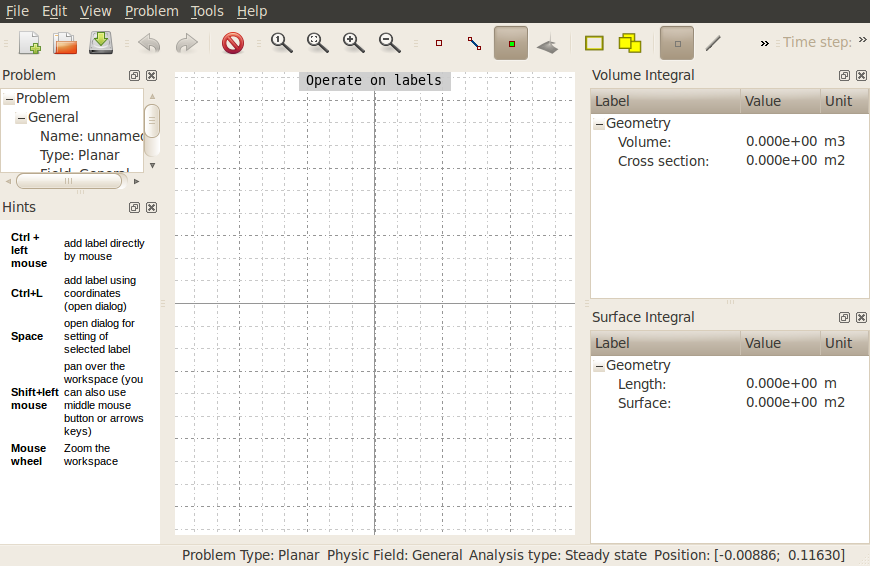 File Edit View Problem Tools Help
1
» Time step: »
Problem
Problem
General
Name: unnamed
Type: Planar
Field: General
Hints
Ctrl + left mouse add label directly by mouse
Ctrl+L add label using coordinates (open dialog)
Space open dialog for setting of selected label
Shift+left mouse pan over the workspace (you can also use middle mouse button or arrows keys)
Mouse wheel Zoom the workspace
Operate on labels
Volume Integral
Label Value Unit
Geometry
Volume: 0.000e+00 m3
Cross section: 0.000e+00 m2
Surface Integral
Label Value Unit
Geometry
Length: 0.000e+00 m
Surface: 0.000e+00 m2
Problem Type: Planar Physic Field: General Analysis type: Steady state Position: [-0.00886; 0.11630]